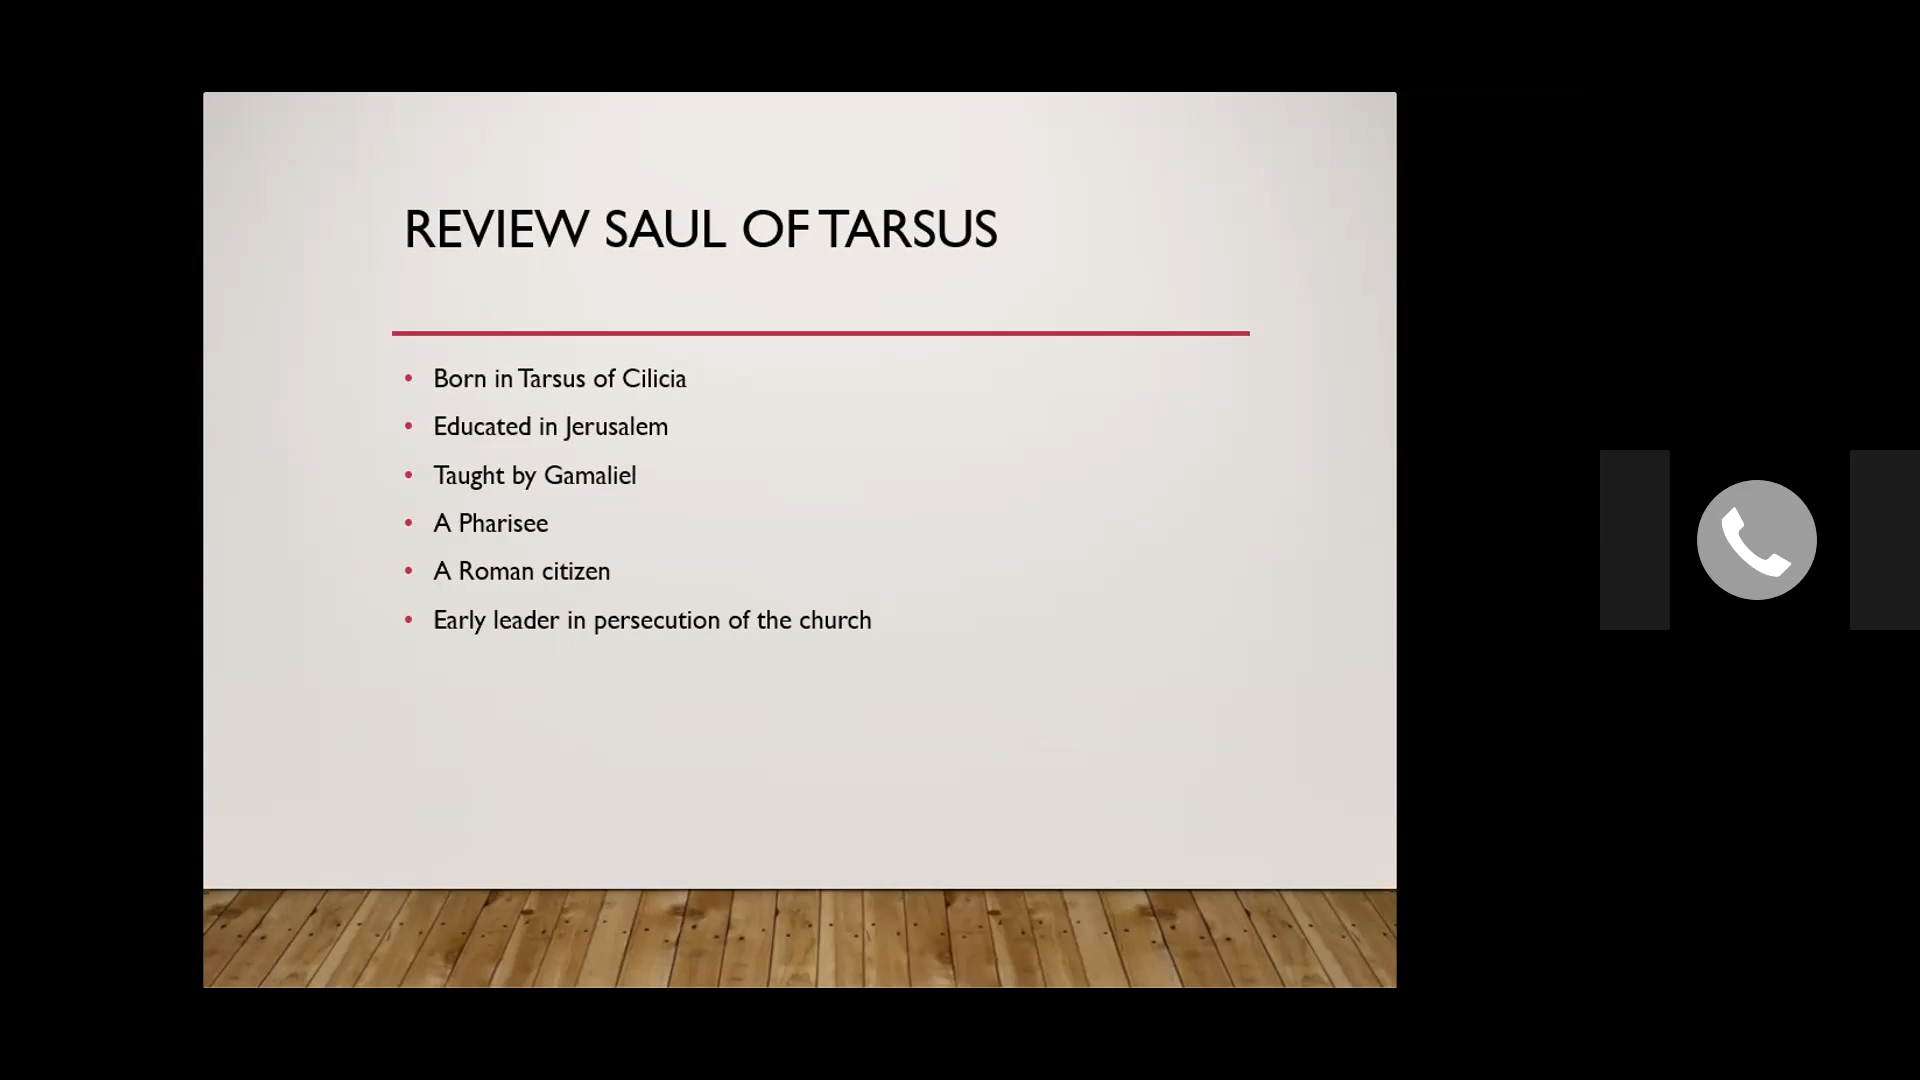 REVIEW SAUL OF TARSUS
• Born in Tarsus of Cilicia
• Educated in Jerusalem
• Taught by Gamaliel
• A Pharisee
• A Roman citizen
• Early leader in persecution of the church